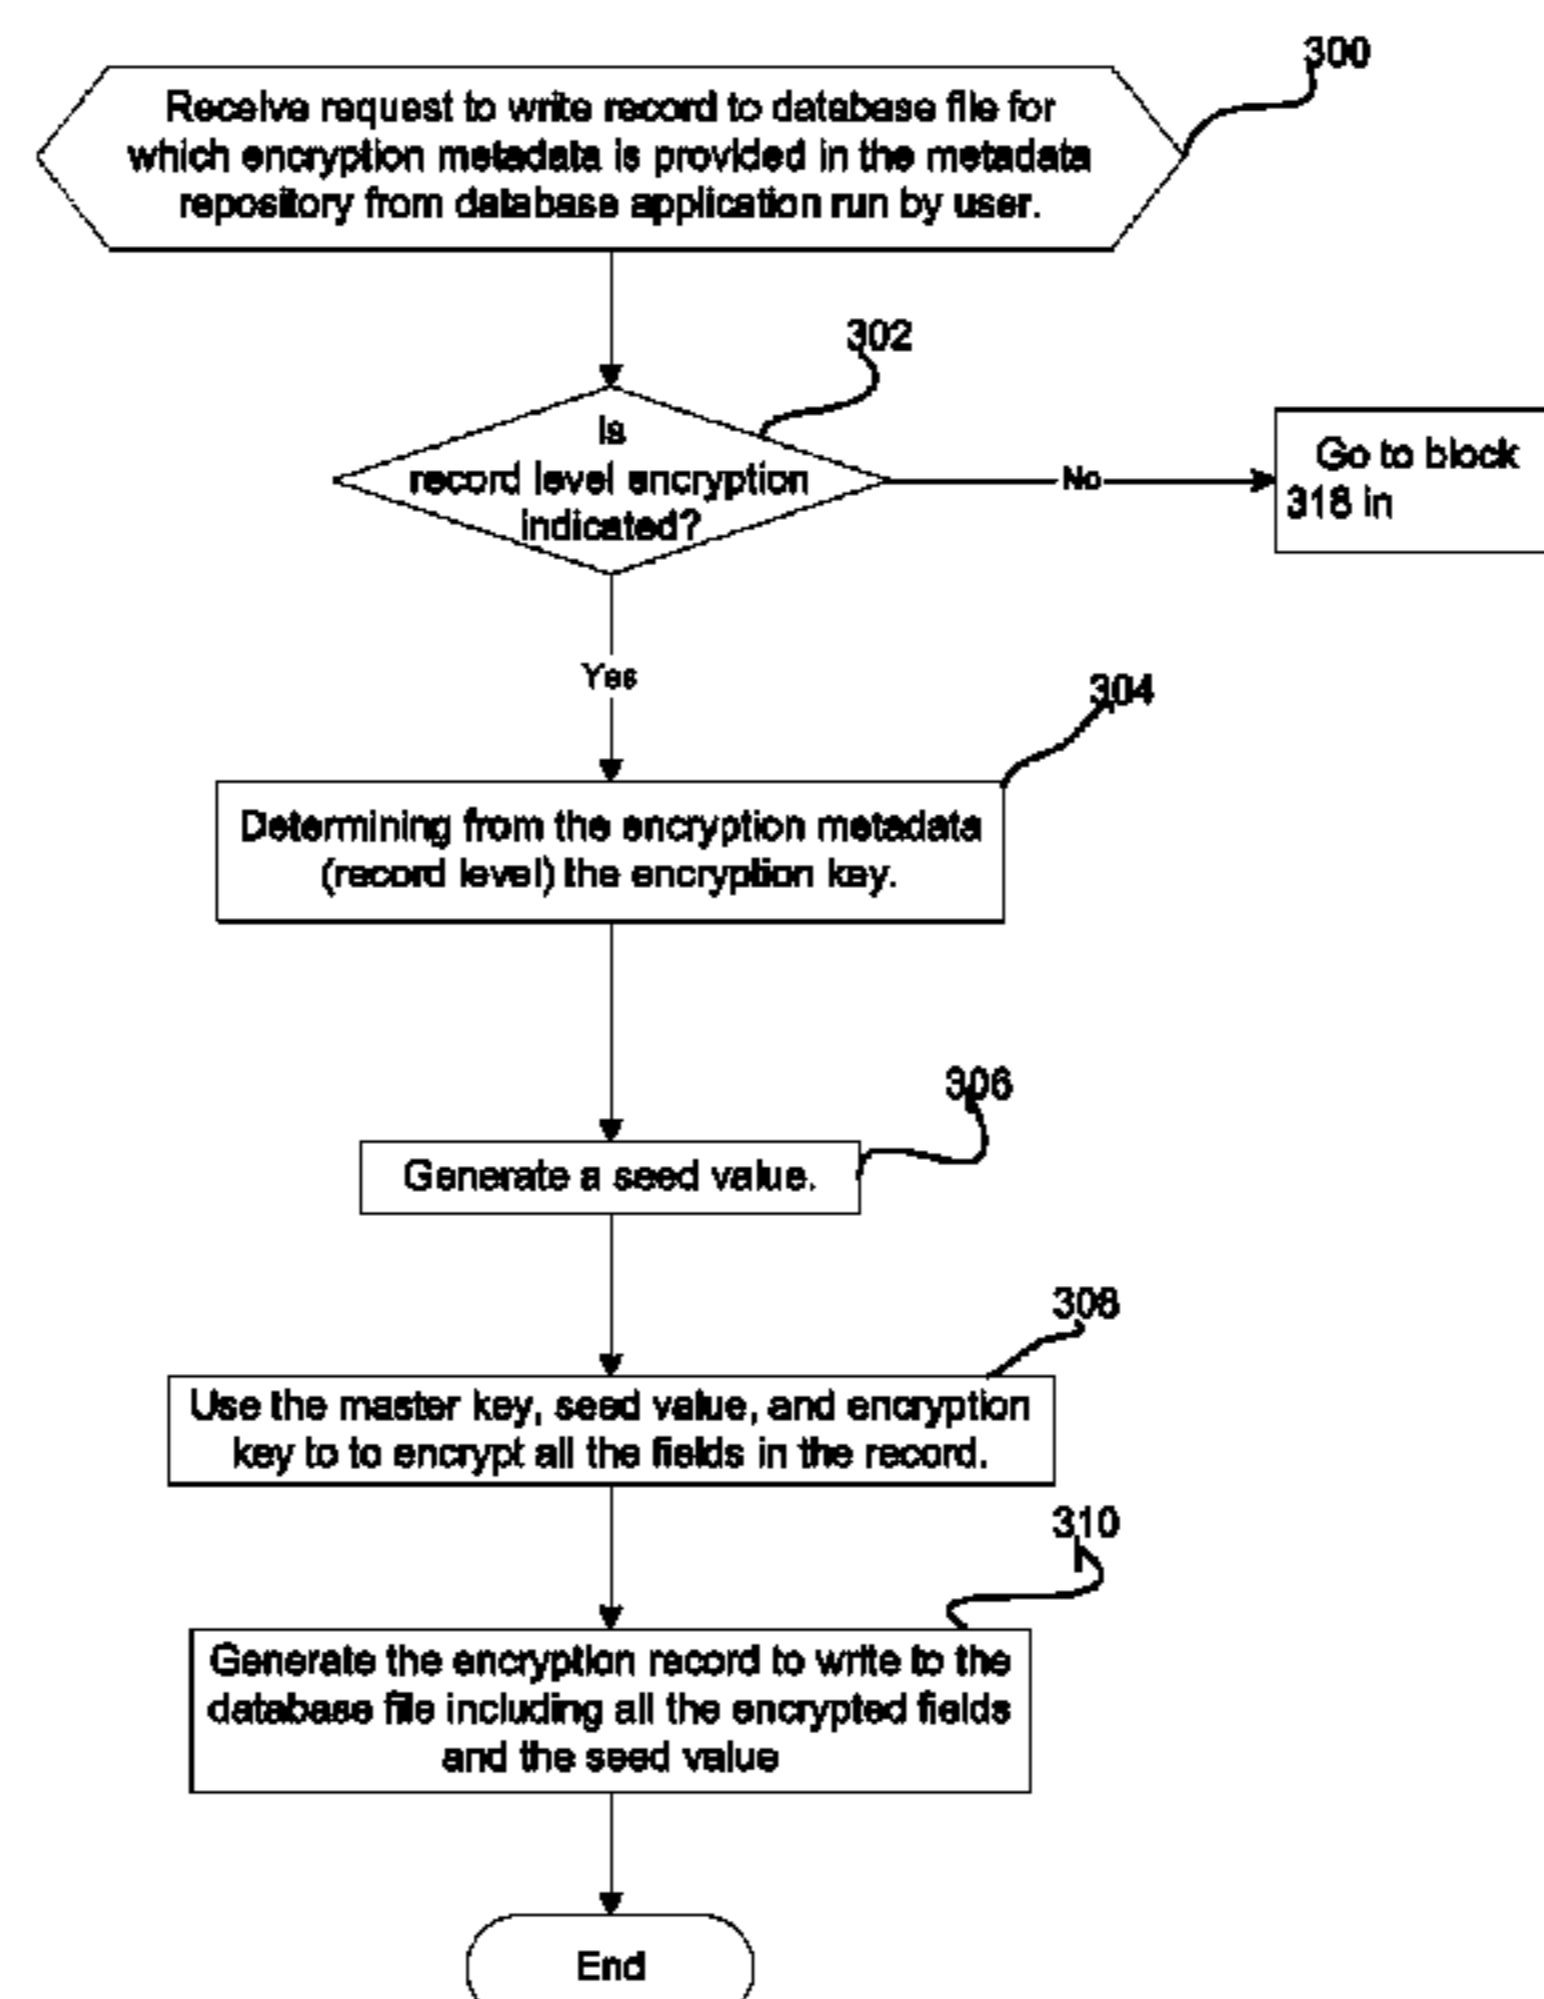 300
Receive request to write record to database file for
which encryption metadata is provided in the metadata
repository from database application run by user.
302
Is
record level encryption
indicated?
No
Go to block
318 in
Yes
304
Determining from the encryption metadata
(record level) the encryption key.
306
Generate a seed value.
308
Use the master key, seed value, and encryption
key to to encrypt all the fields in the record.
310
Generate the encryption record to write to the
database file including all the encrypted fields
and the seed value
End